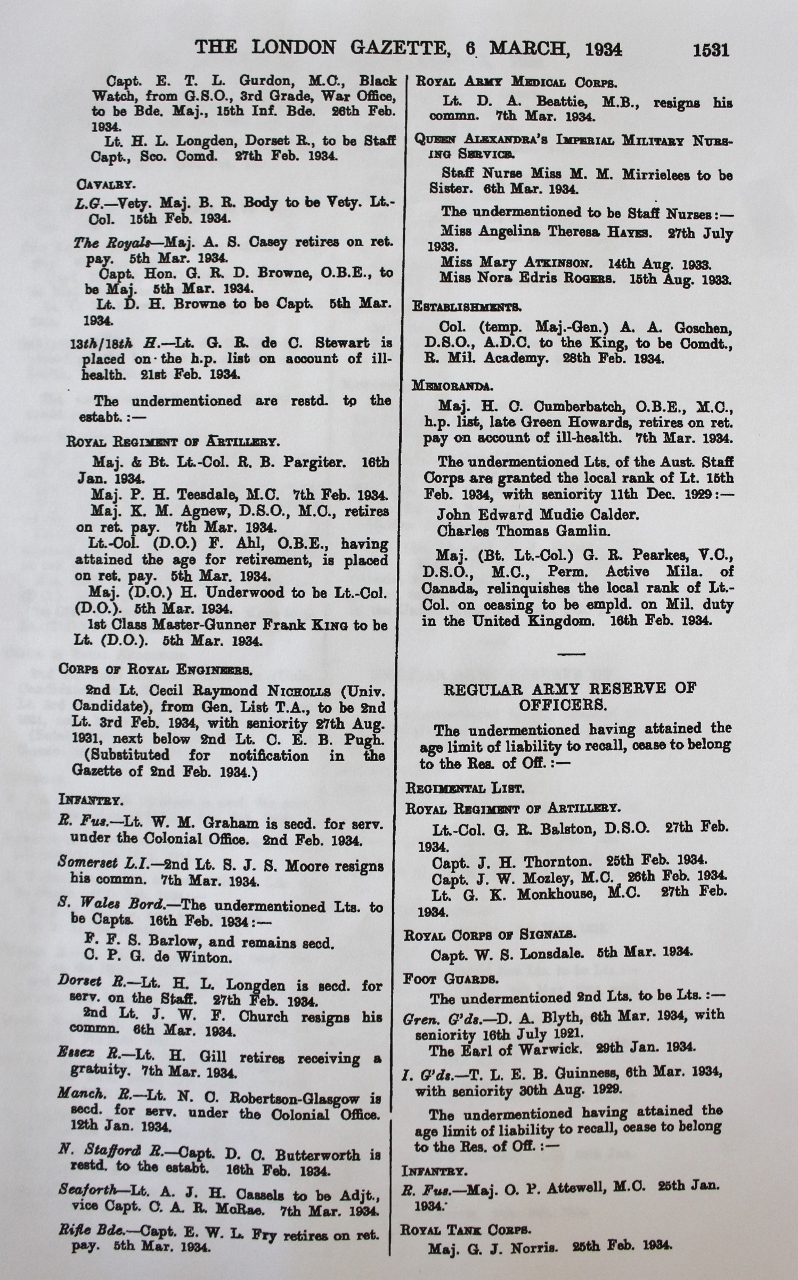 THE LONDON GAZETTE, 6 MARCH, 1934 1531
Capt. E. T. L. Gurdon, M.C., Black
Watch, from G.S.O., 3rd Grade, War Office,
to be Bde. Maj., 15th Inf. Bde. 26th Feb.
1934.
Lt. H. L. Longden, Dorset R., to be Staff
Capt., Sco. Comd. 27th Feb. 1934.
CAVALRY.
L.G.—Vety. Maj. B. R. Body to be Vety. Lt.-
Col. 15th Feb. 1934.
The Royals—Maj. A. S. Casey retires on ret.
pay. 5th Mar. 1934.
Capt. Hon. G. R. D. Browne, O.B.E., to
be Maj. 5th Mar. 1934.
Lt. D. H. Browne to be Capt. 5th Mar.
1934.
13th/18th H.—Lt. G. R. de C. Stewart is
placed on the h.p. list on account of ill-
health. 21st Feb. 1934.
The undermentioned are restd. to the
estabt.:—
ROYAL REGIMENT OF ARTILLERY.
Maj. & Bt. Lt.-Col. R. B. Pargiter. 16th
Jan. 1934.
Maj. P. H. Teesdale, M.C. 7th Feb. 1934.
Maj. K. M. Agnew, D.S.O., M.C., retires
on ret. pay. 7th Mar. 1934.
Lt.-Col. (D.O.) F. Ahl, O.B.E., having
attained the age for retirement, is placed
on ret. pay. 5th Mar. 1934.
Maj. (D.O.) H. Underwood to be Lt.-Col.
(D.O.). 5th Mar. 1934.
1st Class Master-Gunner Frank KING to be
Lt. (D.O.). 5th Mar. 1934.
CORPS OF ROYAL ENGINEERS.
2nd Lt. Cecil Raymond NICHOLLS (Univ.
Candidate), from Gen. List T.A., to be 2nd
Lt. 3rd Feb. 1934, with seniority 27th Aug.
1931, next below 2nd Lt. C. E. B. Pugh.
(Substituted for notification in the
Gazette of 2nd Feb. 1934.)
INFANTRY.
R. Fus.—Lt. W. M. Graham is secd. for serv.
under the Colonial Office. 2nd Feb. 1934.
Somerset L.I.—2nd Lt. S. J. S. Moore resigns
his commn. 7th Mar. 1934.
S. Wales Bord.—The undermentioned Lts. to
be Capts. 16th Feb. 1934:—
F. F. S. Barlow, and remains secd.
C. P. G. de Winton.
Dorset R.—Lt. H. L. Longden is secd. for
serv. on the Staff. 27th Feb. 1934.
2nd Lt. J. W. F. Church resigns his
commn. 6th Mar. 1934.
Essex R.—Lt. H. Gill retires receiving a
gratuity. 7th Mar. 1934.
Manch. R.—Lt. N. C. Robertson-Glasgow is
secd. for serv. under the Colonial Office.
12th Jan. 1934.
N. Stafford R.—Capt. D. C. Butterworth is
restd. to the estabt. 16th Feb. 1934.
Seaforth—Lt. A. J. H. Cassels to be Adjt.,
vice Capt. C. A. R. McRae. 7th Mar. 1934.
Rifle Bde.—Capt. E. W. L. Fry retires on ret.
pay. 5th Mar. 1934.
ROYAL ARMY MEDICAL CORPS.
Lt. D. A. Beattie, M.B., resigns his
commn. 7th Mar. 1934.
QUEEN ALEXANDRA'S IMPERIAL MILITARY NURS-
ING SERVICE.
Staff Nurse Miss M. M. Mirrielees to be
Sister. 6th Mar. 1934.
The undermentioned to be Staff Nurses:—
Miss Angelina Theresa HAYES. 27th July
1933.
Miss Mary ATKINSON. 14th Aug. 1933.
Miss Nora Edris ROGERS. 15th Aug. 1933.
ESTABLISHMENTS.
Col. (temp. Maj.-Gen.) A. A. Goschen,
D.S.O., A.D.C. to the King, to be Comdt.,
R. Mil. Academy. 28th Feb. 1934.
MEMORANDA.
Maj. H. C. Cumberbatch, O.B.E., M.C.,
h.p. list, late Green Howards, retires on ret.
pay on account of ill-health. 7th Mar. 1934.
The undermentioned Lts. of the Aust. Staff
Corps are granted the local rank of Lt. 15th
Feb. 1934, with seniority 11th Dec. 1929:—
John Edward Mudie Calder.
Charles Thomas Gamlin.
Maj. (Bt. Lt.-Col.) G. R. Pearkes, V.C.,
D.S.O., M.C., Perm. Active Mila. of
Canada, relinquishes the local rank of Lt.-
Col. on ceasing to be empld. on Mil. duty
in the United Kingdom. 16th Feb. 1934.
REGULAR ARMY RESERVE OF
OFFICERS.
The undermentioned having attained the
age limit of liability to recall, cease to belong
to the Res. of Off.:—
REGIMENTAL LIST.
ROYAL REGIMENT OF ARTILLERY.
Lt.-Col. G. R. Balston, D.S.O. 27th Feb.
1934.
Capt. J. H. Thornton. 25th Feb. 1934.
Capt. J. W. Mozley, M.C. 26th Feb. 1934.
Lt. G. K. Monkhouse, M.C. 27th Feb.
1934.
ROYAL CORPS OF SIGNALS.
Capt. W. S. Lonsdale. 5th Mar. 1934.
FOOT GUARDS.
The undermentioned 2nd Lts. to be Lts.:—
Gren. G'ds.—D. A. Blyth, 6th Mar. 1934, with
seniority 16th July 1921.
The Earl of Warwick. 29th Jan. 1934.
I. G'ds.—T. L. E. B. Guinness, 6th Mar. 1934,
with seniority 30th Aug. 1929.
The undermentioned having attained the
age limit of liability to recall, cease to belong
to the Res. of Off.:—
INFANTRY.
R. Fus.—Maj. O. P. Attewell, M.C. 25th Jan.
1934.
ROYAL TANK CORPS.
Maj. G. J. Norris. 25th Feb. 1934.